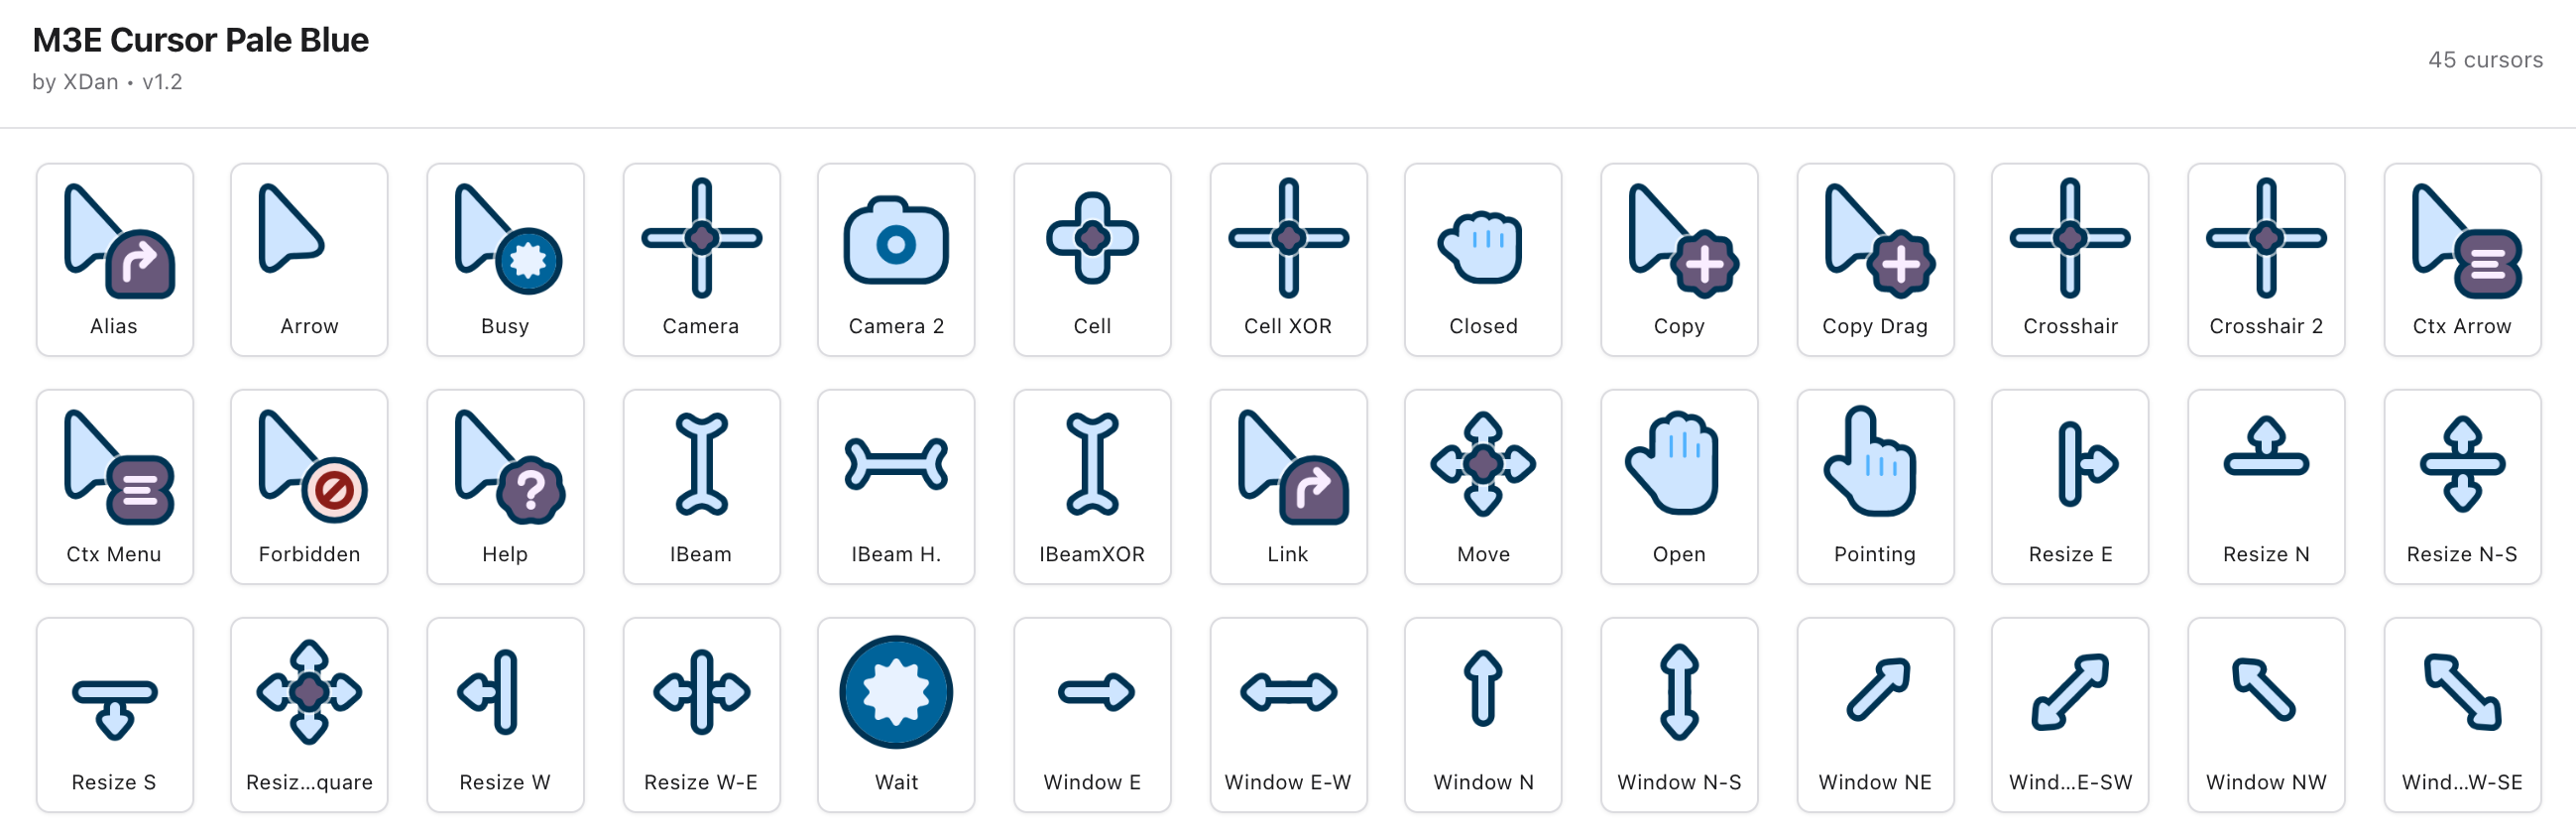 M3E Cursor Pale Blue
by XDan • v1.2
45 cursors
Alias
Arrow
Busy
Camera
Camera 2
Cell
Cell XOR
Closed
Copy
Copy Drag
Crosshair
Crosshair 2
Ctx Arrow
Ctx Menu
Forbidden
?
Help
IBeam
IBeam H.
IBeamXOR
Link
Move
Open
Pointing
Resize E
Resize N
Resize N-S
Resize S
Resiz...quare
Resize W
Resize W-E
Wait
Window E
Window E-W
Window N
Window N-S
Window NE
Wind...E-SW
Window NW
Wind...W-SE